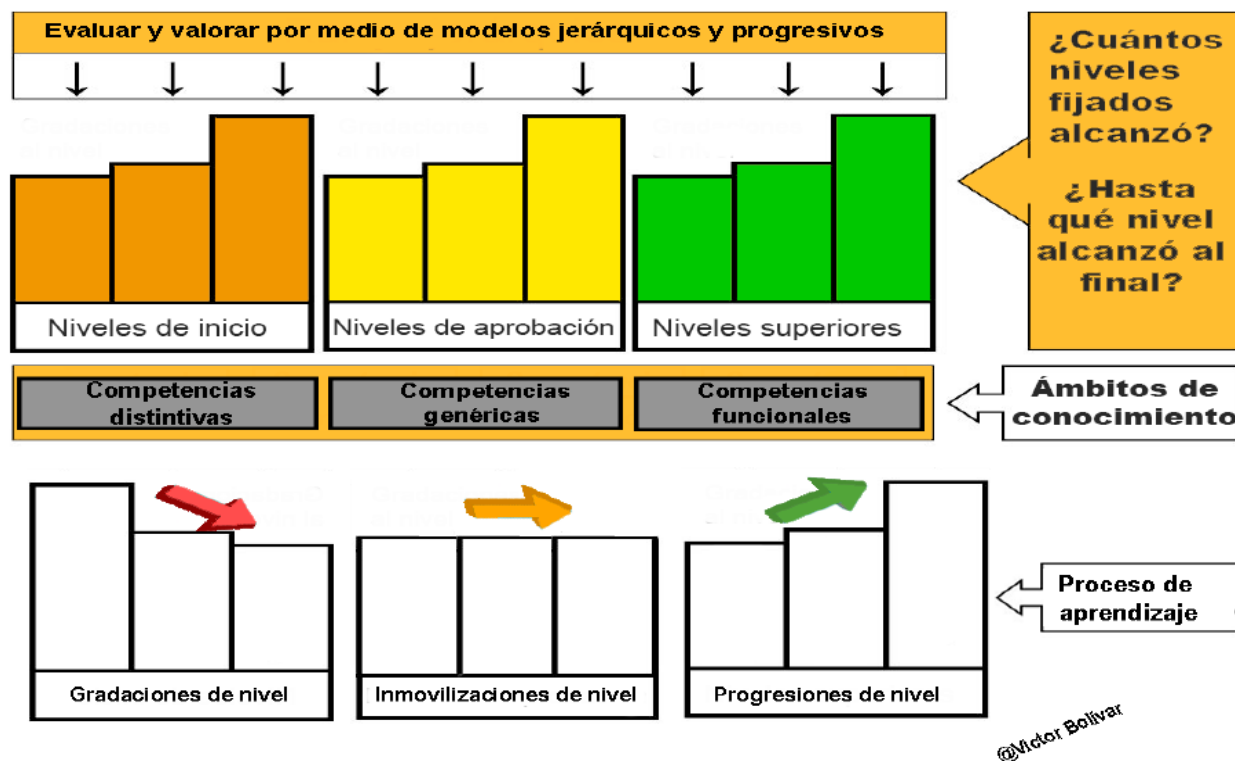 Evaluar y valorar por medio de modelos jerárquicos y progresivos
¿Cuántos
niveles
fijados
alcanzó?
¿Hasta
qué nivel
alcanzó al
final?
Niveles de inicio
Niveles de aprobación
Niveles superiores
Competencias
distintivas
Competencias
genéricas
Competencias
funcionales
Ámbitos de
conocimiento
Gradaciones de nivel
Inmovilizaciones de nivel
Progresiones de nivel
Proceso de
aprendizaje
@Victor Bolívar